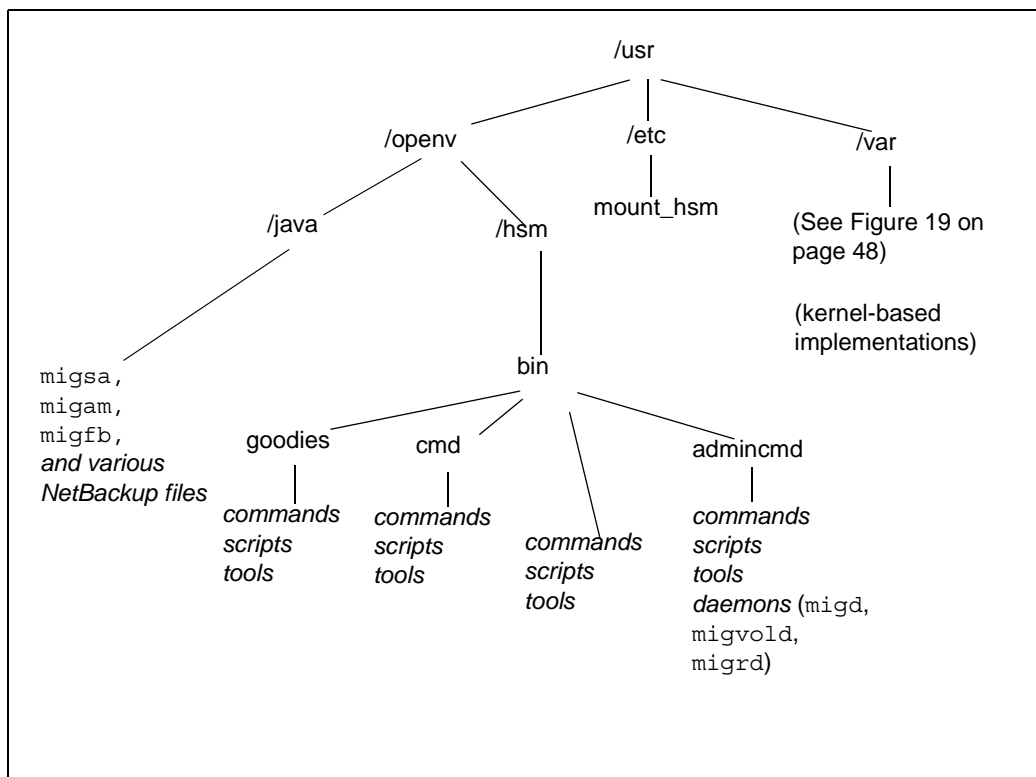 /usr
/openv
/etc
/var
/java
/hsm
mount_hsm
(See Figure 19 on
page 48)
(kernel-based
implementations)
bin
migsa,
migam,
migfb,
and various
NetBackup files
goodies
cmd
admincmd
commands
scripts
tools
commands
scripts
tools
commands
scripts
tools
commands
scripts
tools
daemons (migd,
migvold,
migrd)